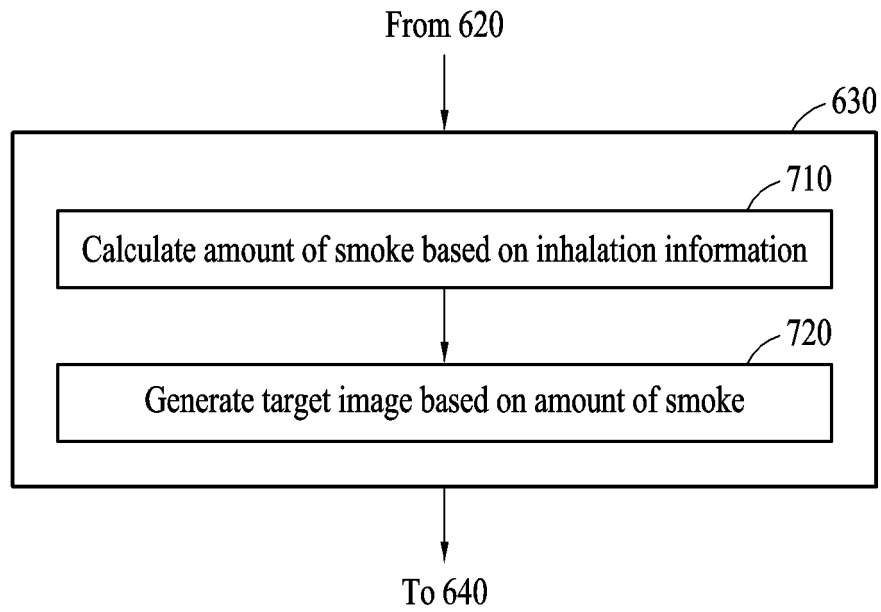 From 620
630
710
Calculate amount of smoke based on inhalation information
720
Generate target image based on amount of smoke
To 640